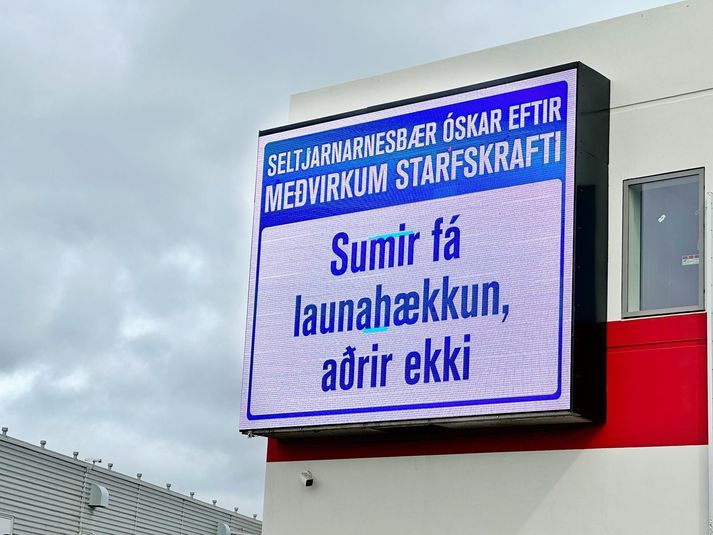 SELTJARNARNESBÆR ÓSKAR EFTIR
MEÐVIRKUM STARFSKRAFTI
Sumir fá
launahækkun,
aðrir ekki